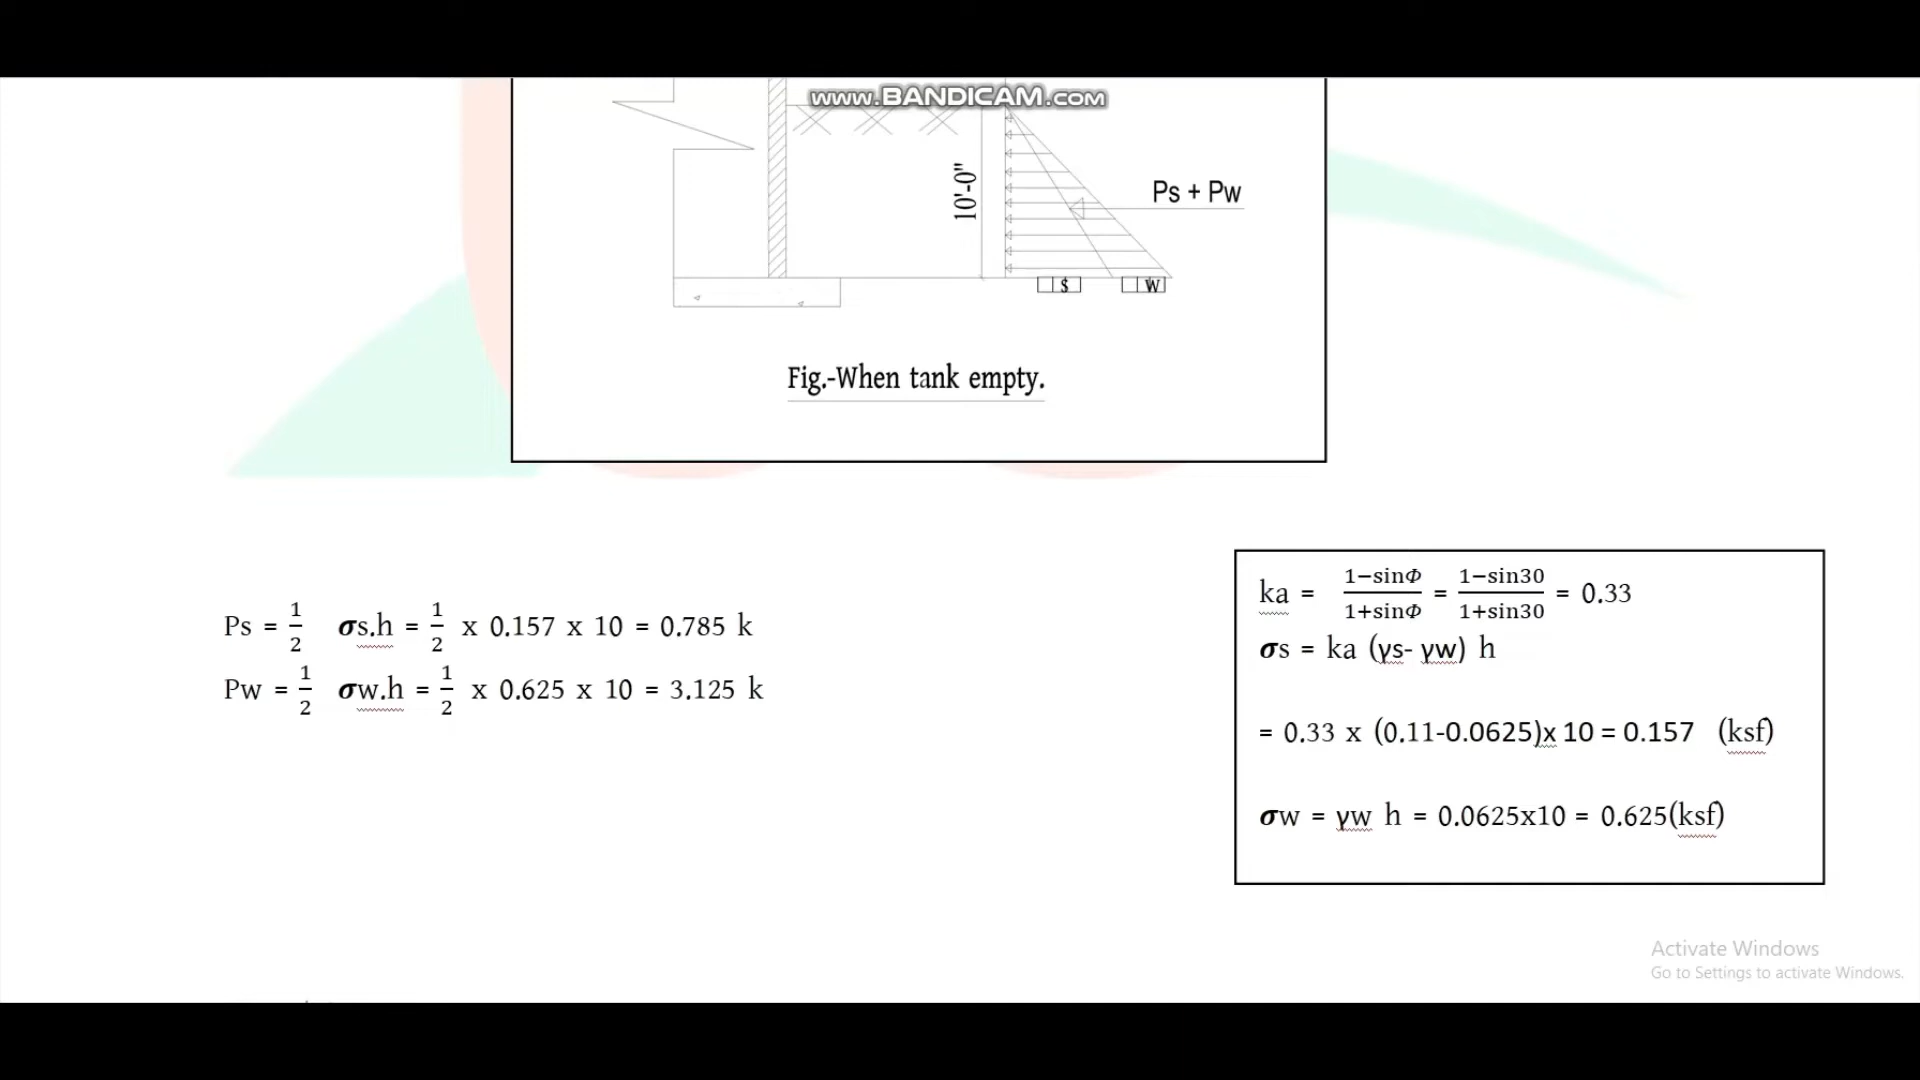 www.BANDICAM.com
10'-0"
Ps + Pw
S
W
Fig.-When tank empty.
Ps = 1/2 σs.h = 1/2 x 0.157 x 10 = 0.785 k
Pw = 1/2 σw.h = 1/2 x 0.625 x 10 = 3.125 k
ka = 1−sinΦ/1+sinΦ = 1−sin30/1+sin30 = 0.33
σs = ka (γs- γw) h
= 0.33 x (0.11-0.0625)x 10 = 0.157 (ksf)
σw = γw h = 0.0625x10 = 0.625(ksf)
Activate Windows
Go to Settings to activate Windows.